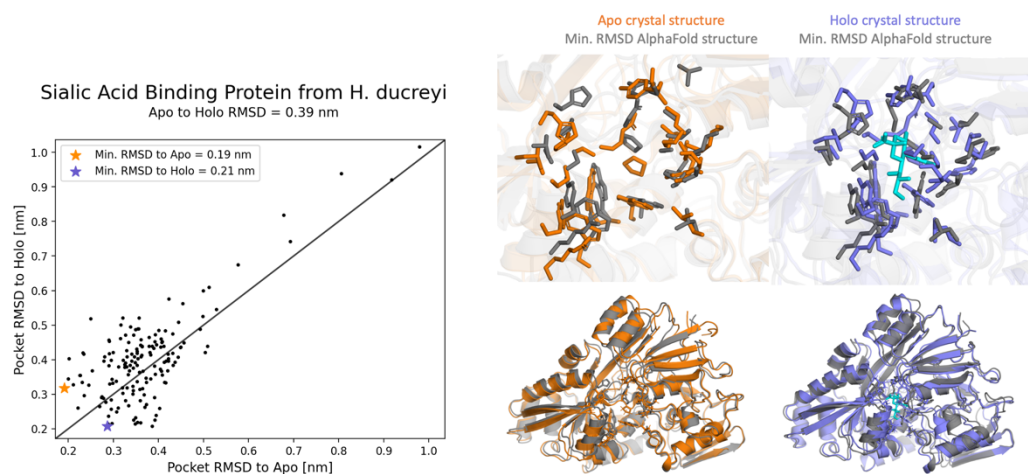 Sialic Acid Binding Protein from H. ducreyi
Apo to Holo RMSD = 0.39 nm
Min. RMSD to Apo = 0.19 nm
Min. RMSD to Holo = 0.21 nm
Pocket RMSD to Holo [nm]
1.0
0.9
0.8
0.7
0.6
0.5
0.4
0.3
0.2
0.2
0.3
0.4
0.5
0.6
0.7
0.8
0.9
1.0
Pocket RMSD to Apo [nm]
Apo crystal structure
Min. RMSD AlphaFold structure
Holo crystal structure
Min. RMSD AlphaFold structure